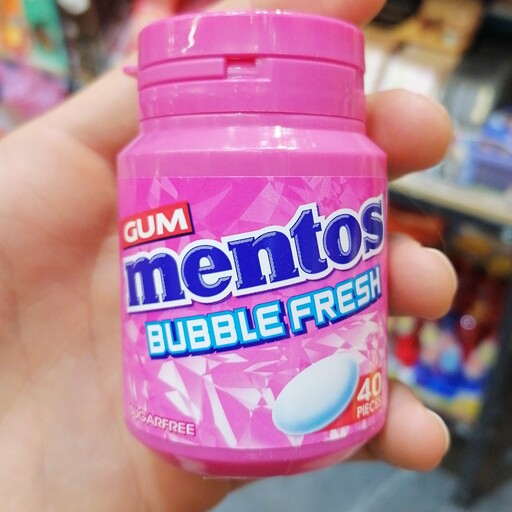 GUM
mentos
BUBBLE FRESH
40
PIECES
SUGARFREE